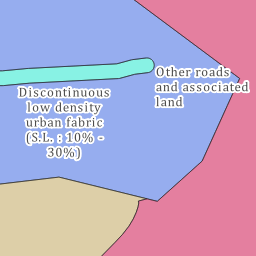 Other roads
and associated
land
Discontinuous
low density
urban fabric
(S.L. : 10% -
30%)